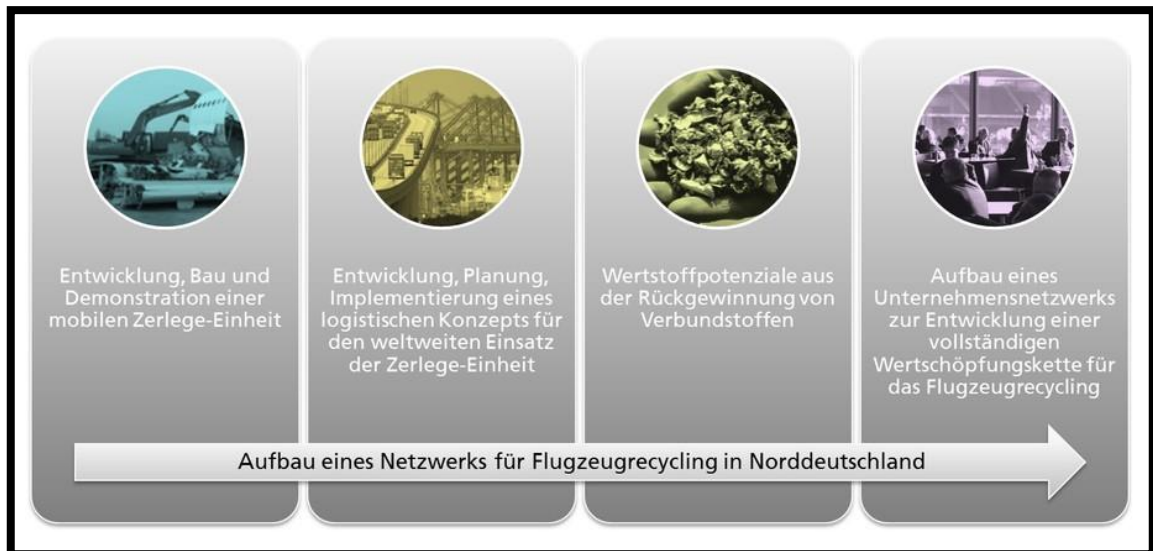 Entwicklung, Bau und
Demonstration einer
mobilen Zerlege-Einheit
Entwicklung, Planung,
Implementierung eines
logistischen Konzepts für
den weltweiten Einsatz
der Zerlege-Einheit
Wertstoffpotenziale aus
der Rückgewinnung von
Verbundstoffen
Aufbau eines
Unternehmensnetzwerks
zur Entwicklung einer
vollständigen
Wertschöpfungskette für
das Flugzeugrecycling
Aufbau eines Netzwerks für Flugzeugrecycling in Norddeutschland